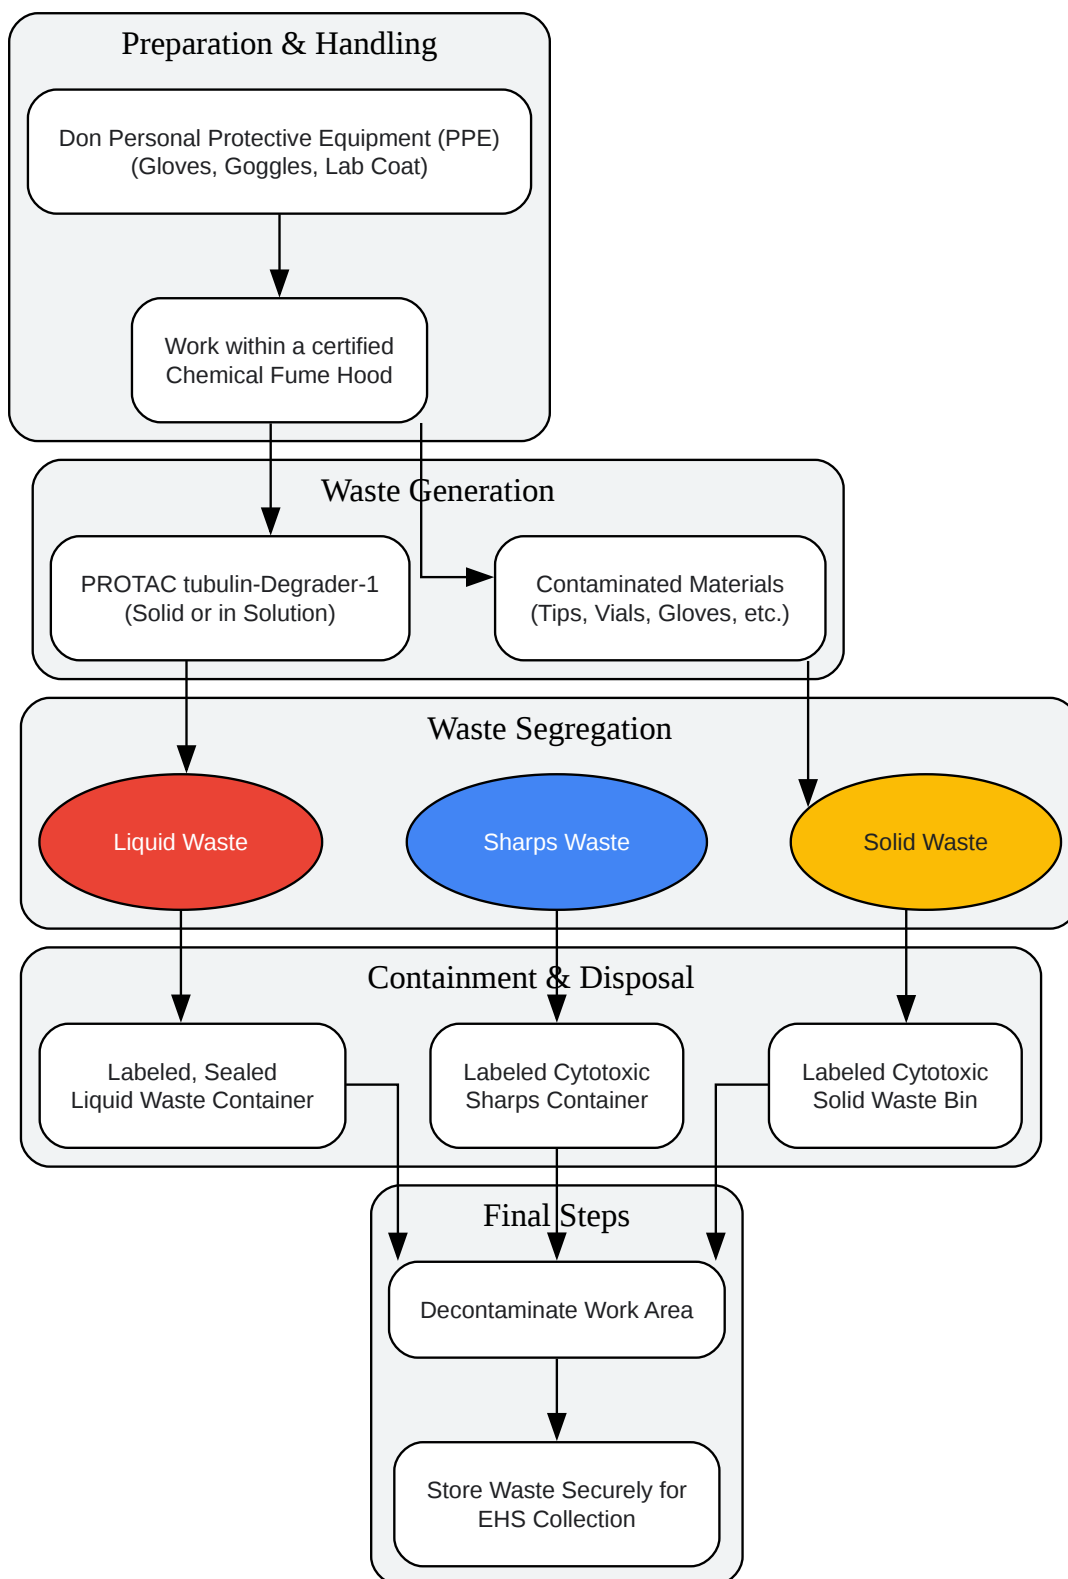 Preparation & Handling
Don Personal Protective Equipment (PPE)
(Gloves, Goggles, Lab Coat)
Work within a certified
Chemical Fume Hood
Waste Generation
PROTAC tubulin-Degrader-1
(Solid or in Solution)
Contaminated Materials
(Tips, Vials, Gloves, etc.)
Waste Segregation
Liquid Waste
Sharps Waste
Solid Waste
Containment & Disposal
Labeled, Sealed
Liquid Waste Container
Labeled Cytotoxic
Sharps Container
Labeled Cytotoxic
Solid Waste Bin
Final Steps
Decontaminate Work Area
Store Waste Securely for
EHS Collection